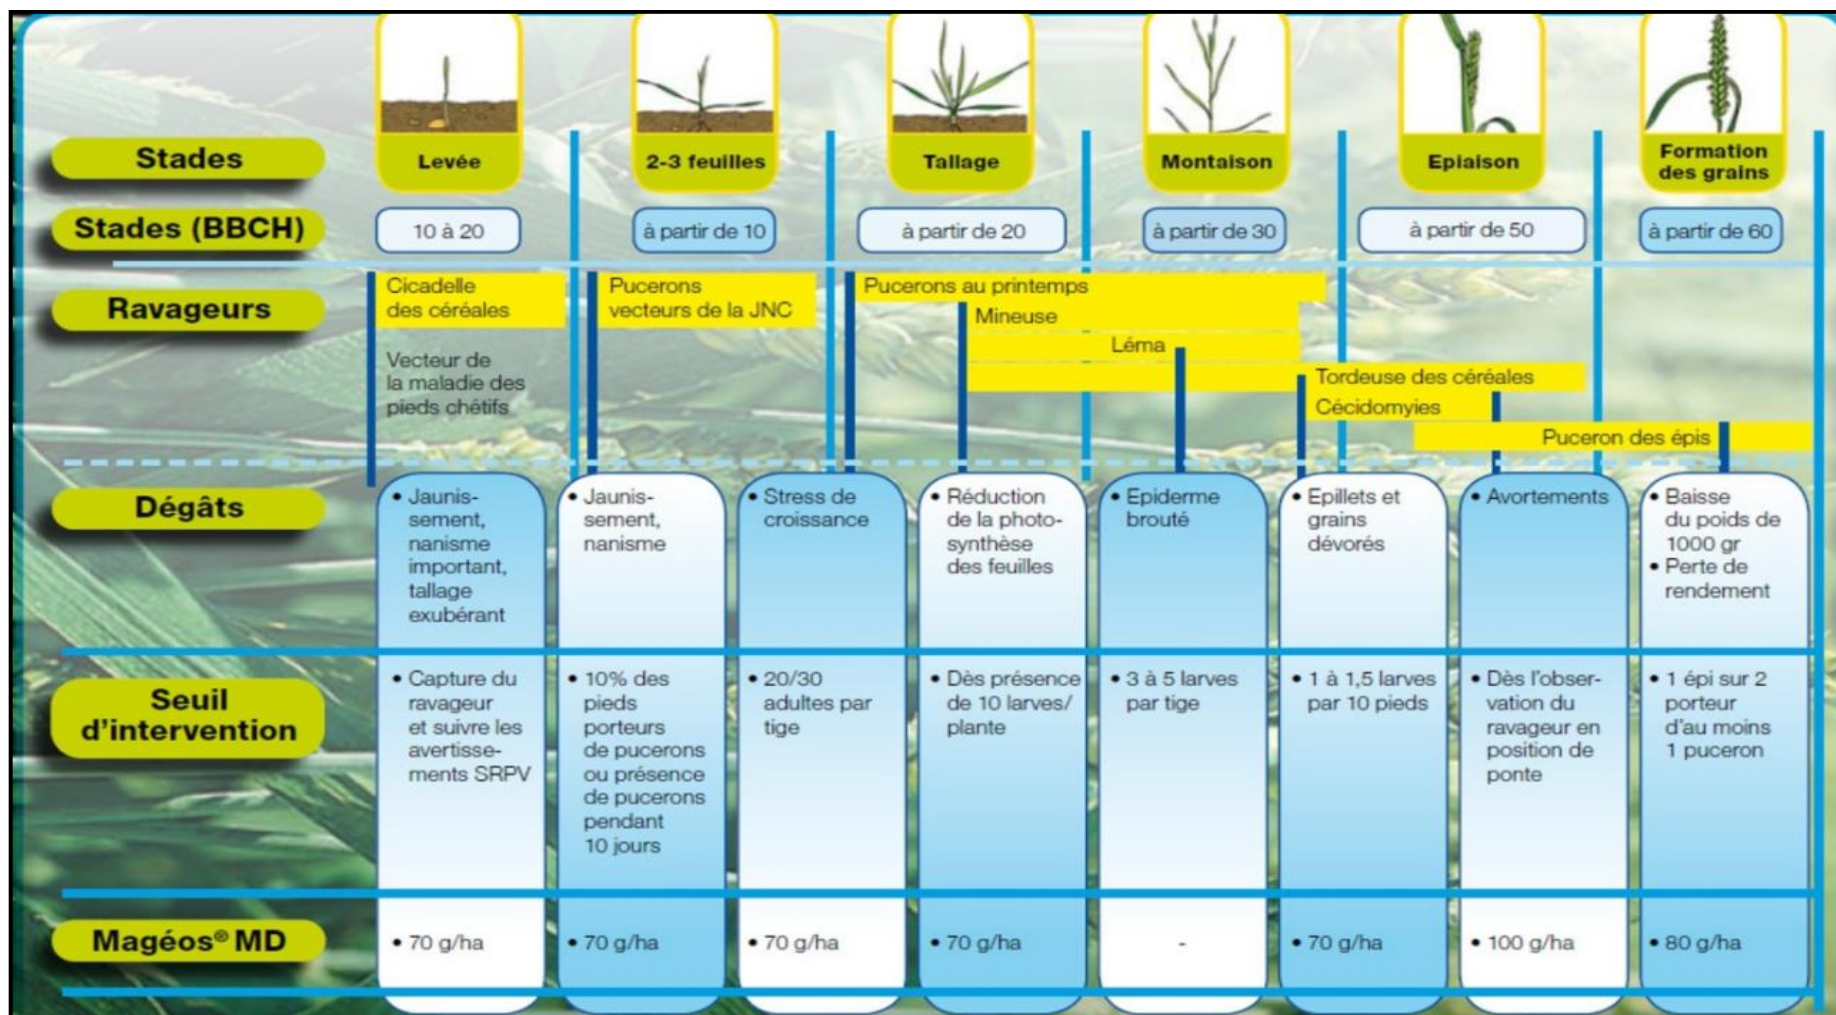 Stades
Levée
2-3 feuilles
Tallage
Montaison
Epiaison
Formation
des grains
Stades (BBCH)
10 à 20
à partir de 10
à partir de 20
à partir de 30
à partir de 50
à partir de 60
Ravageurs
Cicadelle
des céréales
Vecteur de
la maladie des
pieds chétifs
Pucerons
vecteurs de la JNC
Pucerons au printemps
Mineuse
Léma
Tordeuse des céréales
Cécidomyies
Puceron des épis
Dégâts
• Jaunis-
sement,
nanisme
important,
tallage
exubérant
• Jaunis-
sement,
nanisme
• Stress de
croissance
• Réduction
de la photo-
synthèse
des feuilles
• Epiderme
brouté
• Epillets et
grains
dévorés
• Avortements
• Baisse
du poids de
1000 gr
• Perte de
rendement
Seuil
d'intervention
• Capture du
ravageur
et suivre les
avertisse-
ments SRPV
• 10% des
pieds
porteurs
de pucerons
ou présence
de pucerons
pendant
10 jours
• 20/30
adultes par
tige
• Dès présence
de 10 larves/
plante
• 3 à 5 larves
par tige
• 1 à 1,5 larves
par 10 pieds
• Dès l'obser-
vation du
ravageur en
position de
ponte
• 1 épi sur 2
porteur
d'au moins
1 puceron
Magéos® MD
• 70 g/ha
• 70 g/ha
• 70 g/ha
• 70 g/ha
-
• 70 g/ha
• 100 g/ha
• 80 g/ha